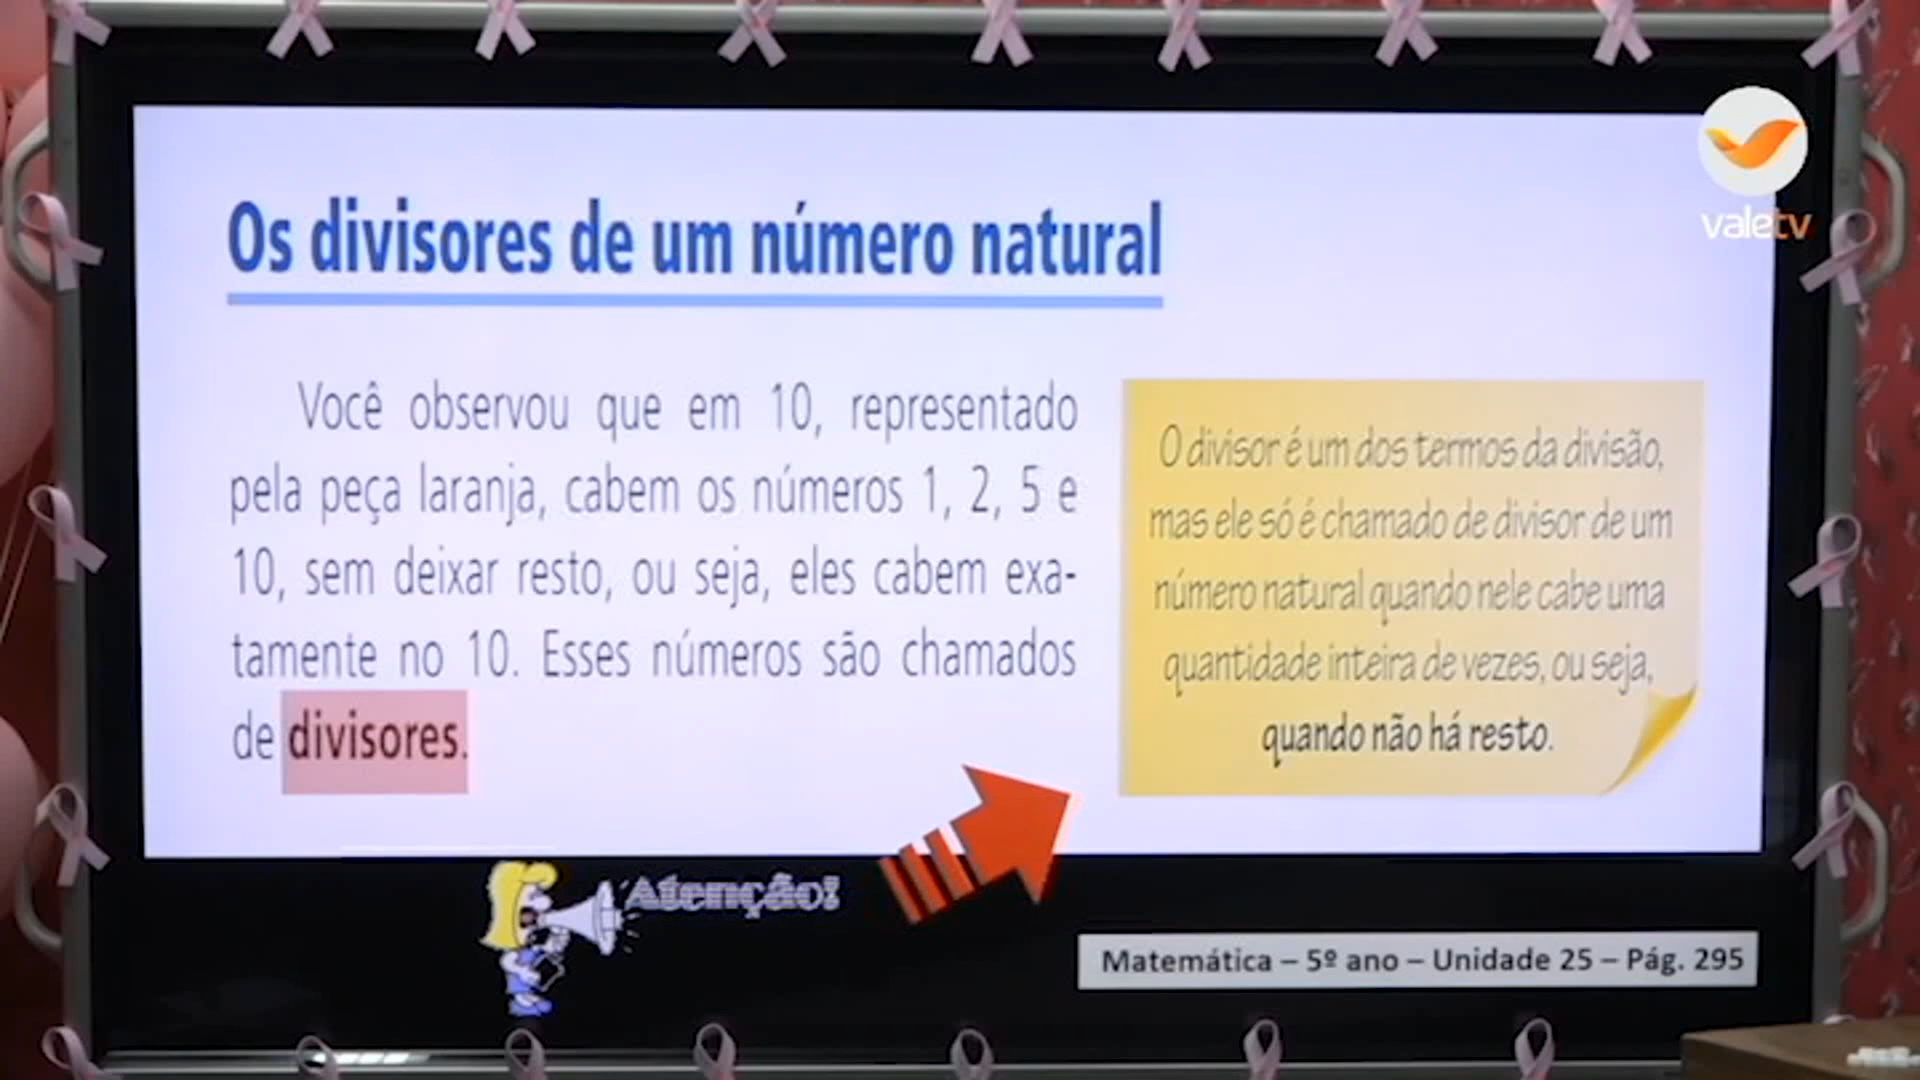 valetv
Os divisores de um número natural
Você observou que em 10, representado
pela peça laranja, cabem os números 1, 2, 5 e
10, sem deixar resto, ou seja, eles cabem exa-
tamente no 10. Esses números são chamados
de divisores.
O divisor é um dos termos da divisão,
mas ele só é chamado de divisor de um
número natural quando nele cabe uma
quantidade inteira de vezes, ou seja,
quando não há resto.
Atenção!
Matemática – 5º ano – Unidade 25 – Pág. 295